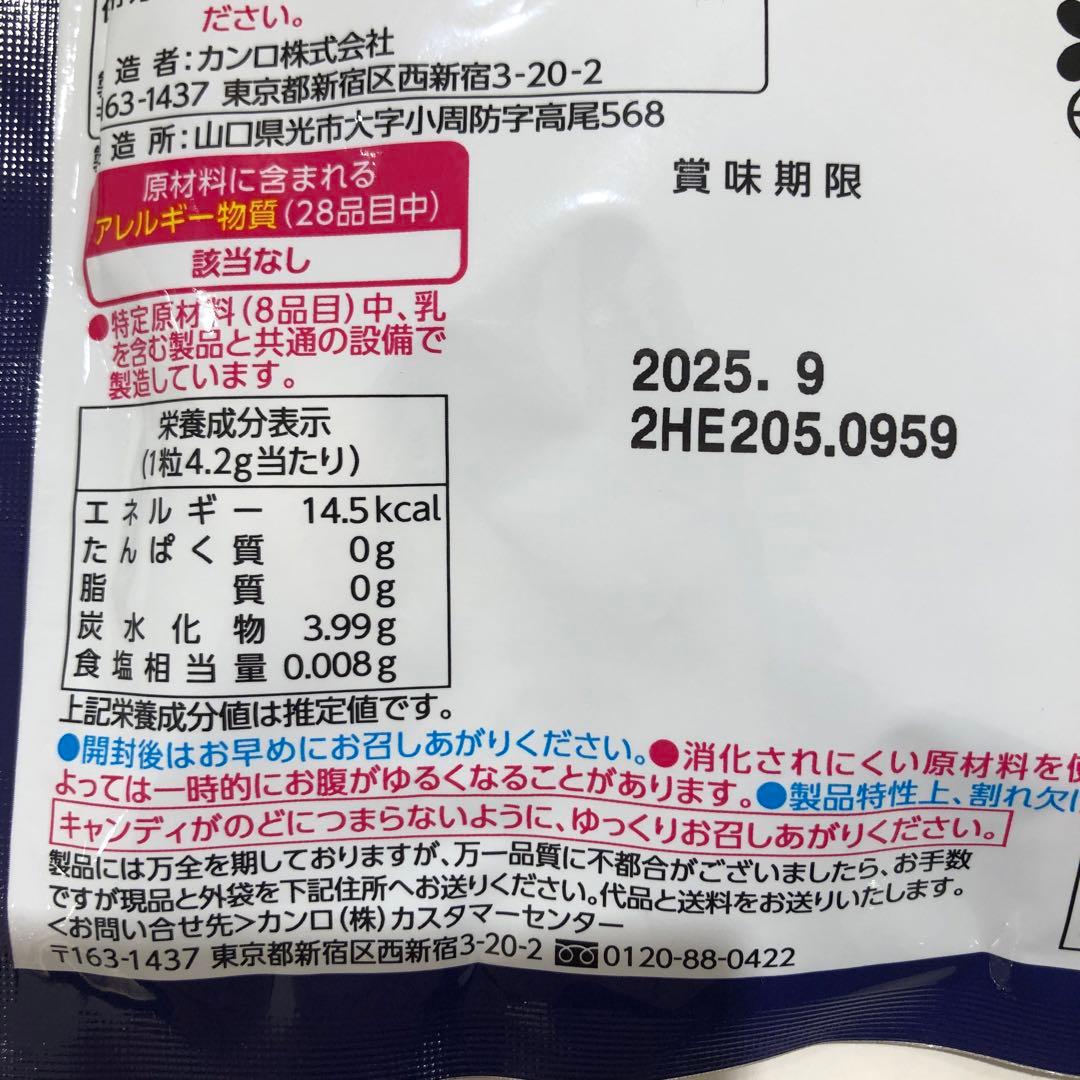 ださい。
造者:カンロ株式会社
163-1437 東京都新宿区西新宿3-20-2
造所:山口県光市大字小周防字高尾568
原材料に含まれる
アレルギー物質(28品目中)
該当なし
●特定原材料(8品目)中、乳
を含む製品と共通の設備で
製造しています。
賞味期限
2025. 9
2HE205.0959
栄養成分表示
(1粒4.2g当たり)
エネルギー 14.5kcal
たんぱく質 0g
脂質 0g
炭水化物 3.99g
食塩相当量 0.008g
上記栄養成分値は推定値です。
●開封後はお早めにお召しあがりください。●消化されにくい原材料を
よっては一時的にお腹がゆるくなることがあります。●製品特性上、割れ欠
キャンディがのどにつまらないように、ゆっくりお召しあがりください。
製品には万全を期しておりますが、万一品質に不都合がございましたら、お手数
ですが現品と外袋を下記住所へお送りください。代品と送料をお送りいたします。
<お問い合せ先>カンロ(株)カスタマーセンター
〒163-1437 東京都新宿区西新宿3-20-2 0120-88-0422